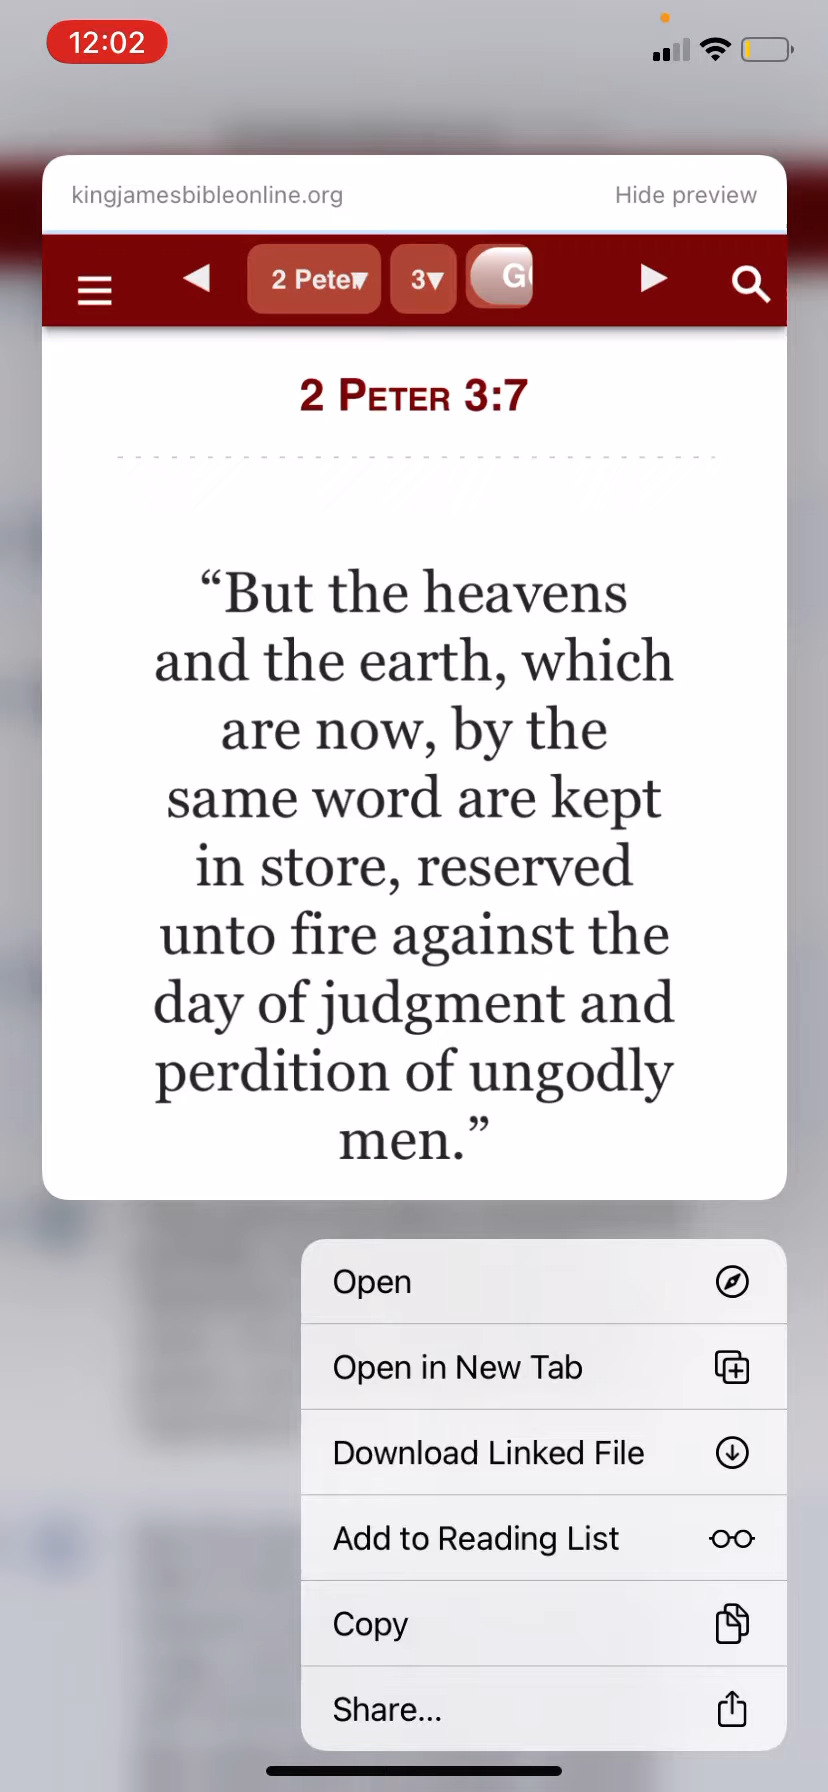 12:02
kingjamesbibleonline.org Hide preview
2 Peter 3 G
2 PETER 3:7
“But the heavens
and the earth, which
are now, by the
same word are kept
in store, reserved
unto fire against the
day of judgment and
perdition of ungodly
men.”
Open
Open in New Tab
Download Linked File
Add to Reading List
Copy
Share...